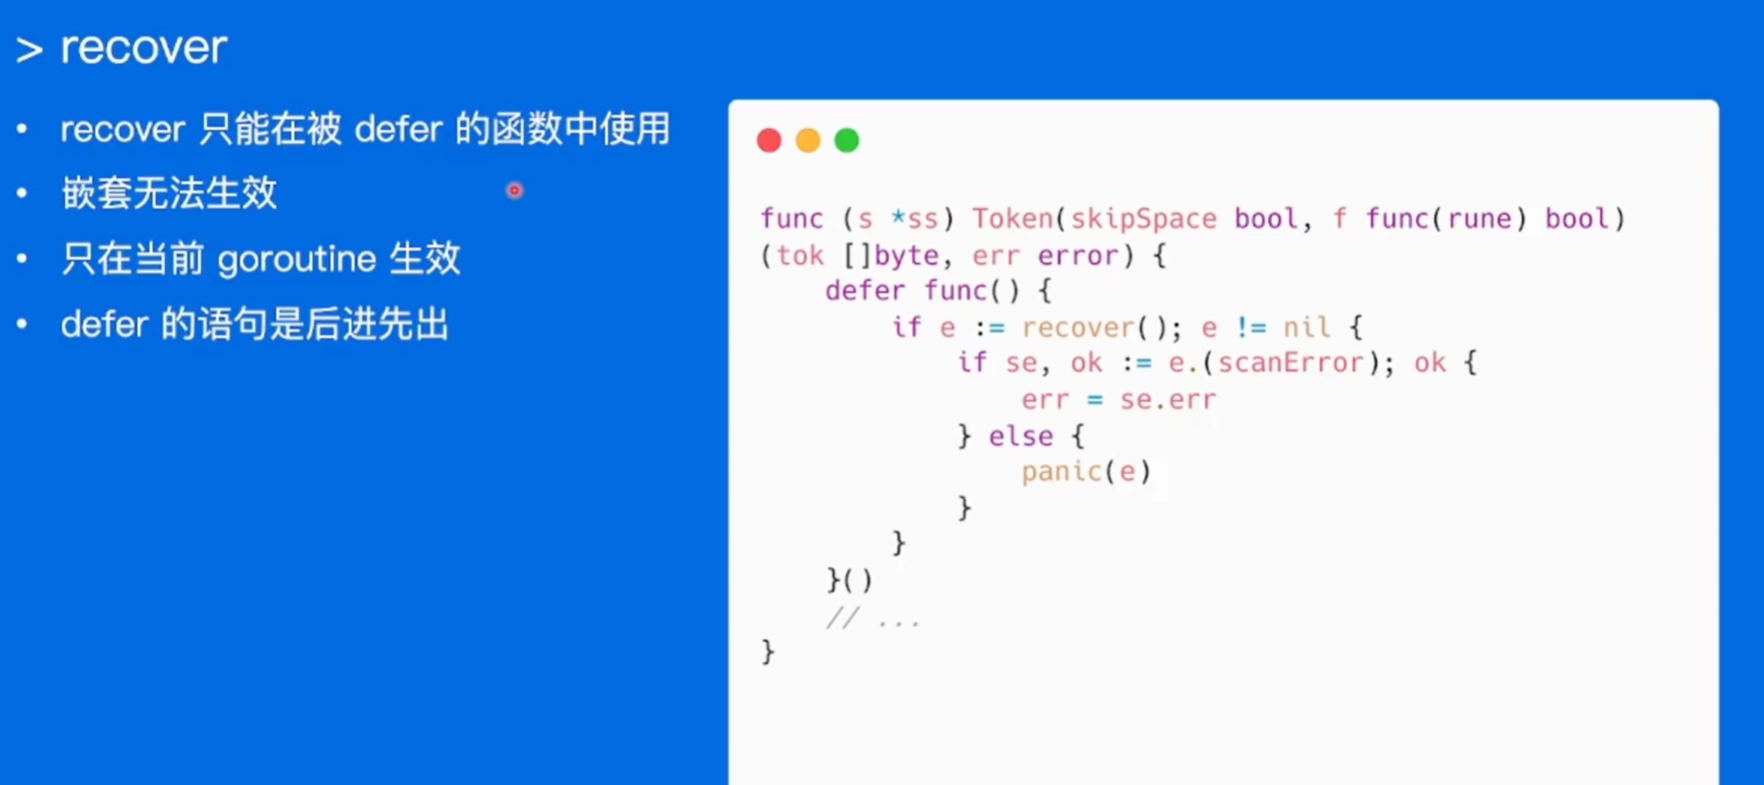 > recover
• recover 只能在被 defer 的函数中使用
• 嵌套无法生效
• 只在当前 goroutine 生效
• defer 的语句是后进先出
func (s *ss) Token(skipSpace bool, f func(rune) bool)
(tok []byte, err error) {
    defer func() {
        if e := recover(); e != nil {
            if se, ok := e.(scanError); ok {
                err = se.err
            } else {
                panic(e)
            }
        }
    }()
    // ...
}